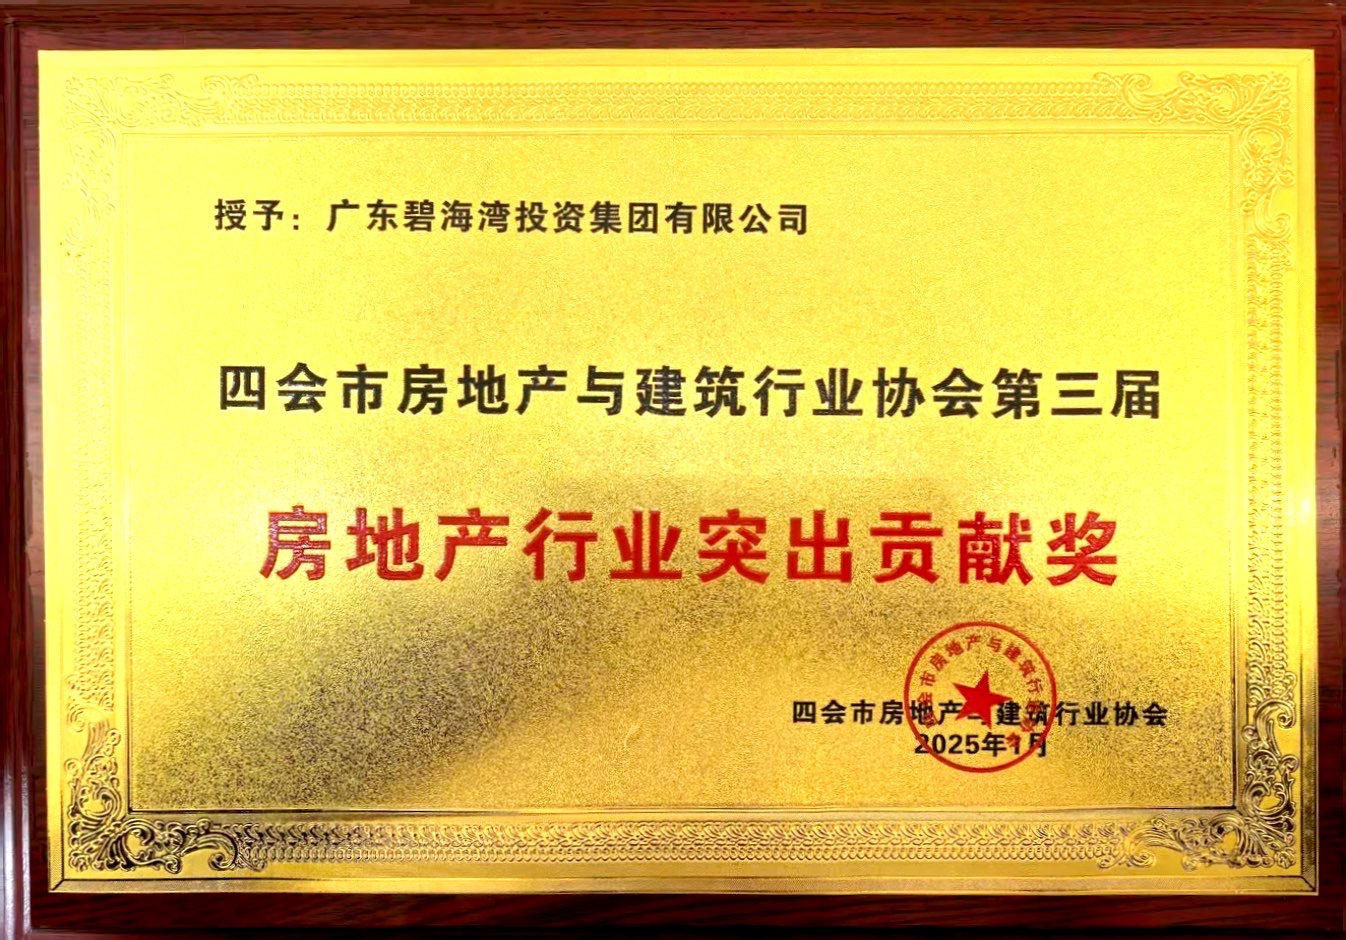 授予：广东碧海湾投资集团有限公司
四会市房地产与建筑行业协会第三届
房地产行业突出贡献奖
四会市房地产与建筑行业协会
2025年1月